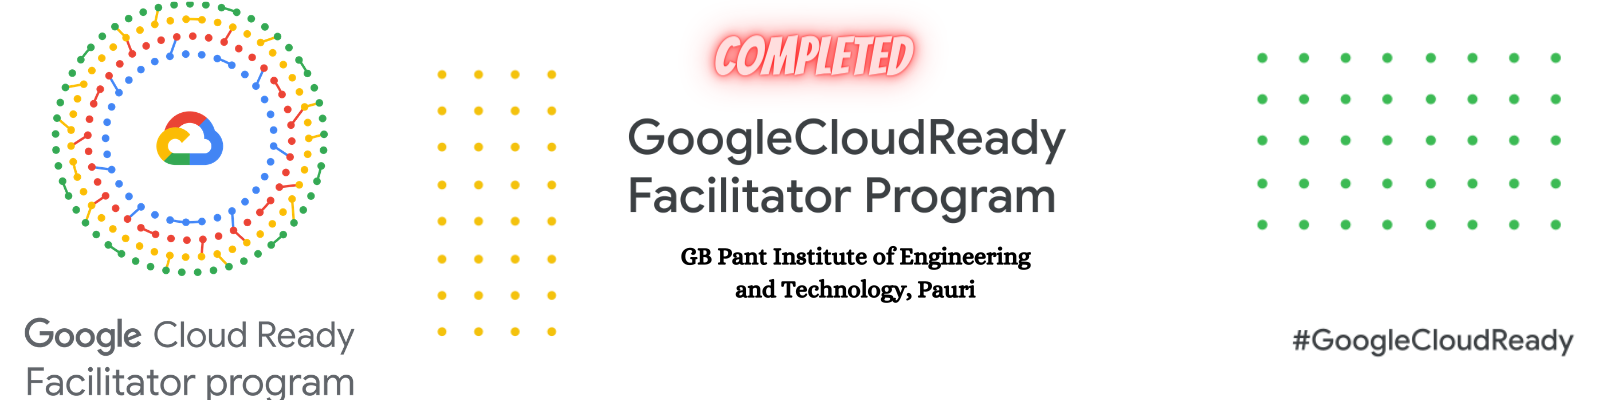 COMPLETED
GoogleCloudReady
Facilitator Program
GB Pant Institute of Engineering
and Technology, Pauri
Google Cloud Ready
Facilitator program
#GoogleCloudReady